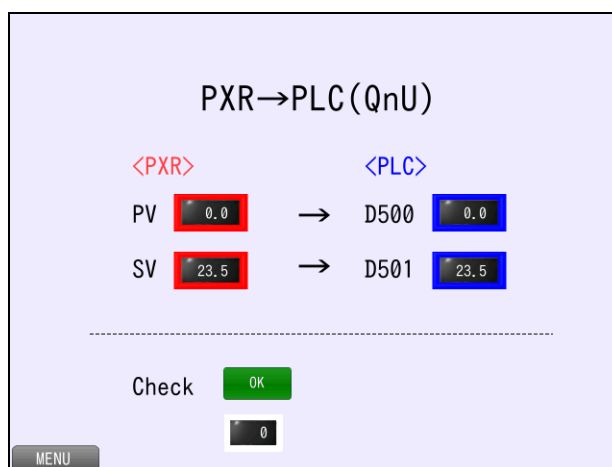 PXR→PLC(QnU)
<PXR> <PLC>
PV 0.0 → D500 0.0
SV 23.5 → D501 23.5
Check OK
0
MENU